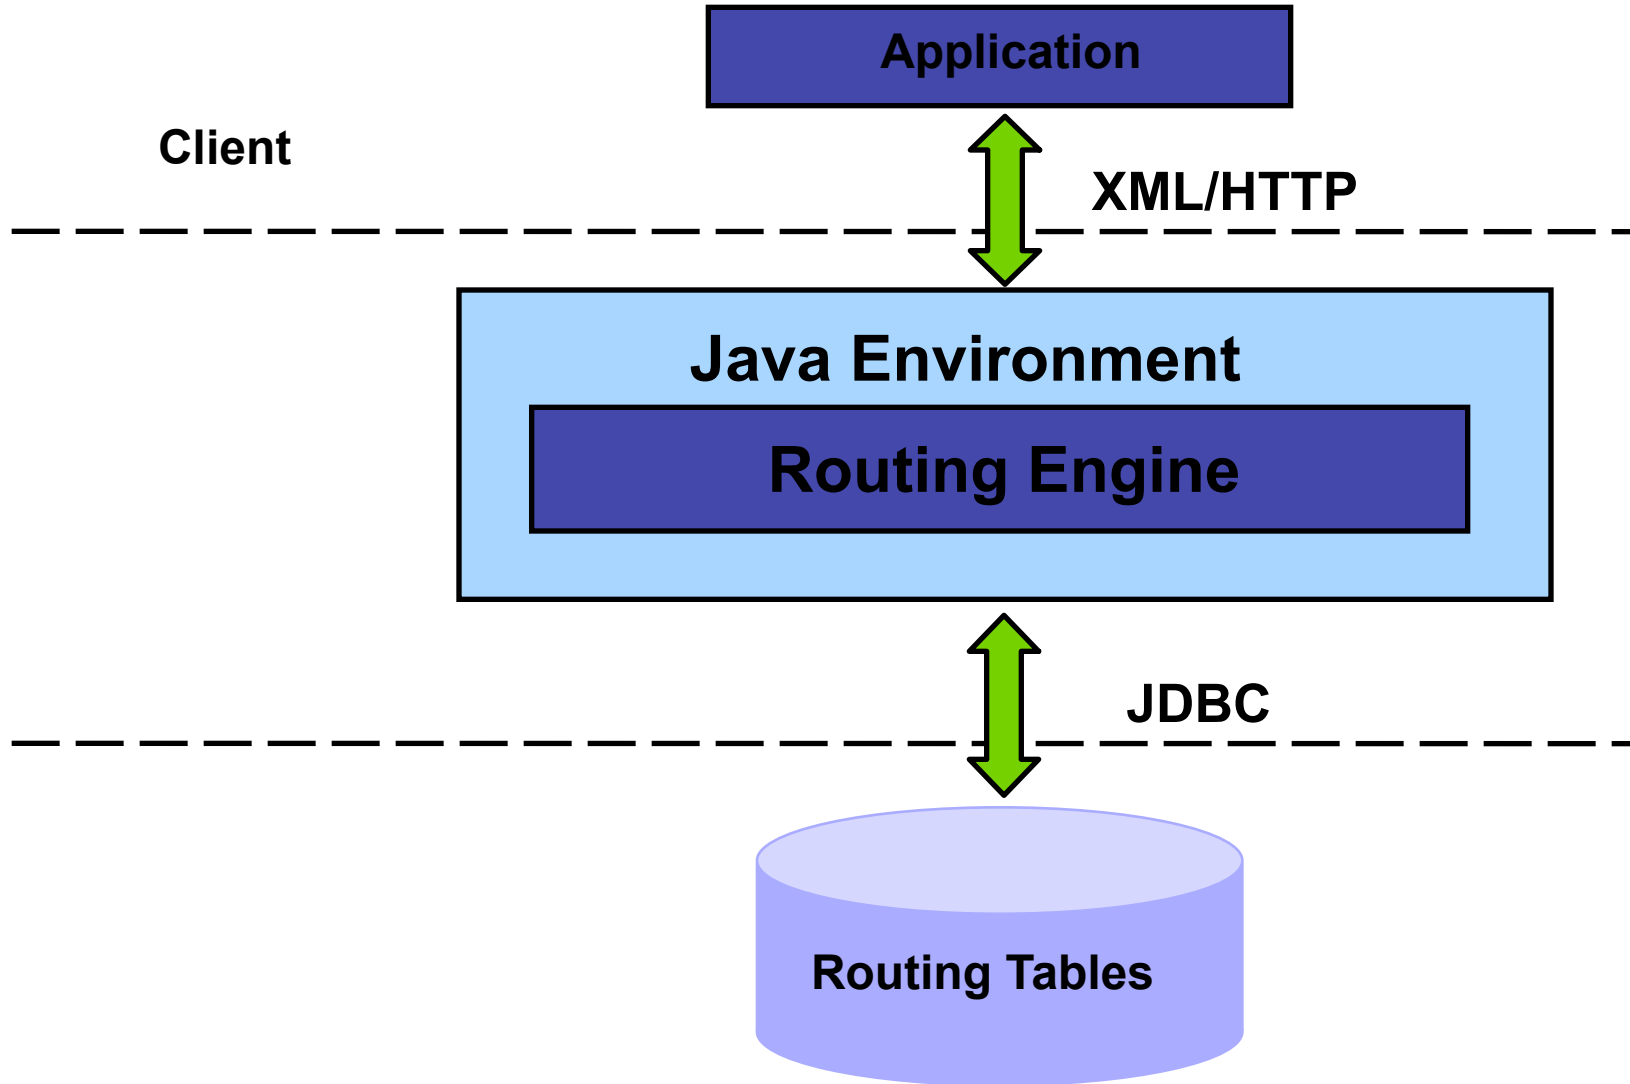 Application
Client
XML/HTTP
Java Environment
Routing Engine
JDBC
Routing Tables